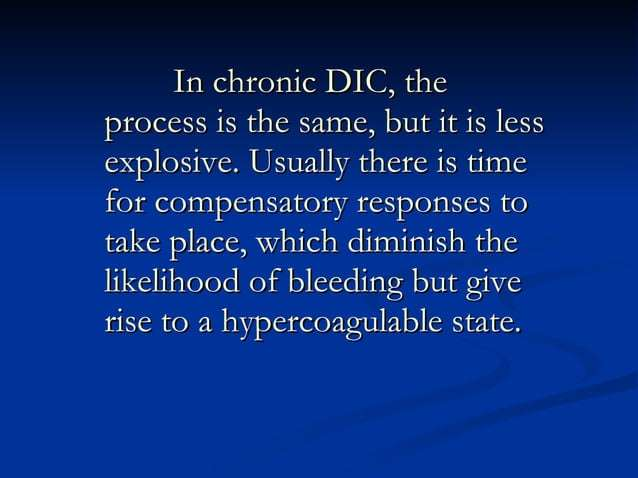 In chronic DIC, the
process is the same, but it is less
explosive. Usually there is time
for compensatory responses to
take place, which diminish the
likelihood of bleeding but give
rise to a hypercoagulable state.